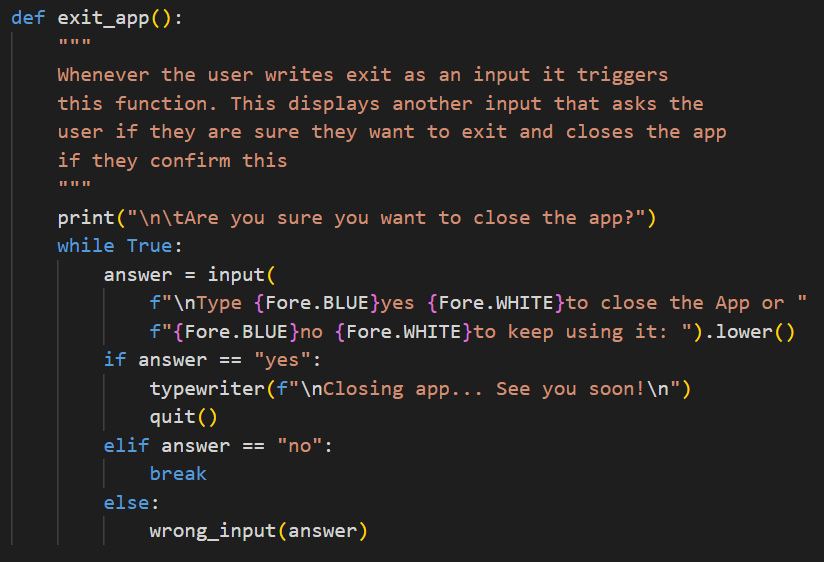 def exit_app():
    """
    Whenever the user writes exit as an input it triggers
    this function. This displays another input that asks the
    user if they are sure they want to exit and closes the app
    if they confirm this
    """
    print("\n\tAre you sure you want to close the app?")
    while True:
        answer = input(
            f"\nType {Fore.BLUE}yes {Fore.WHITE}to close the App or "
            f"{Fore.BLUE}no {Fore.WHITE}to keep using it: ").lower()
        if answer == "yes":
            typewriter(f"\nClosing app... See you soon!\n")
            quit()
        elif answer == "no":
            break
        else:
            wrong_input(answer)